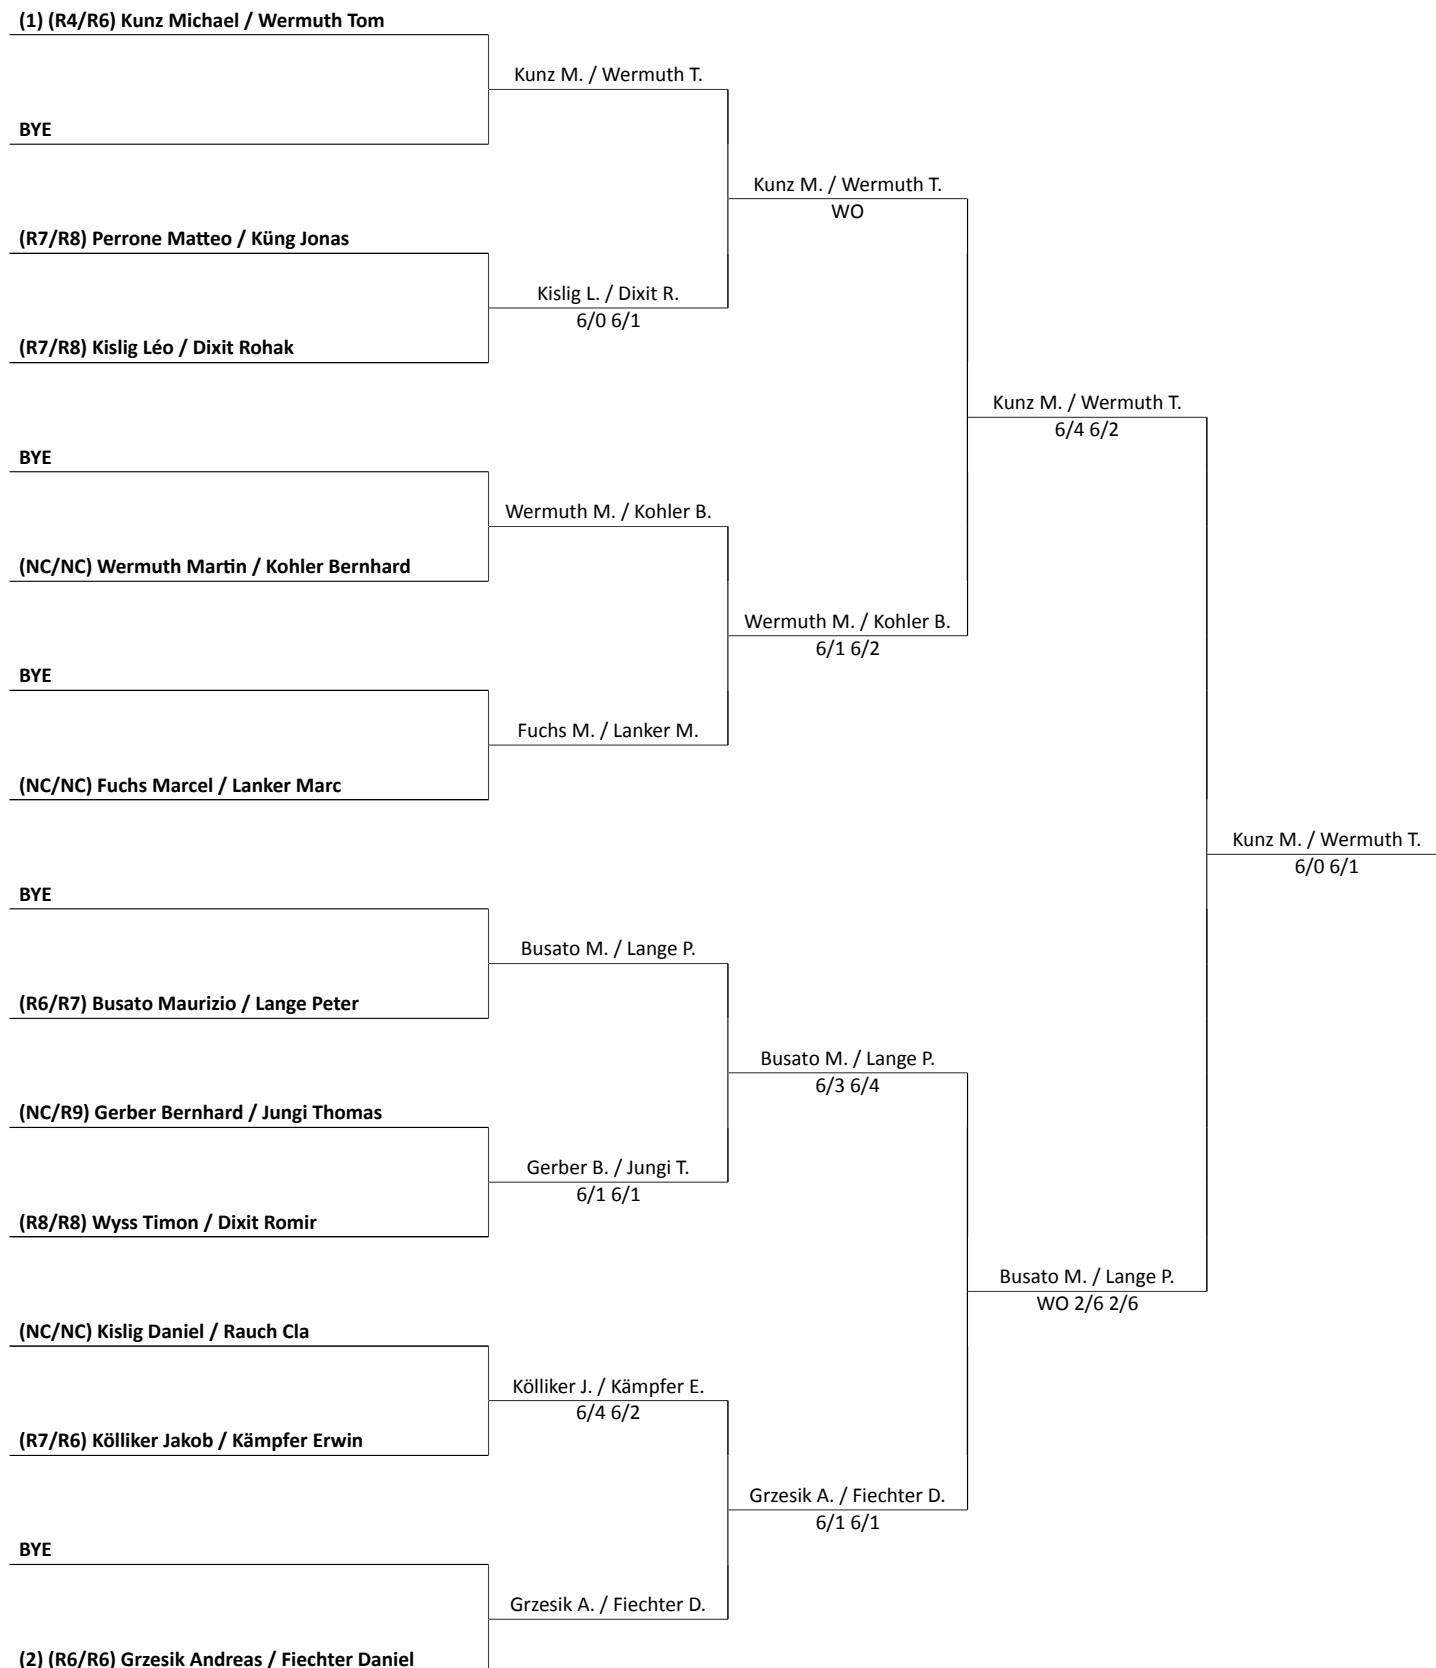 (1) (R4/R6) Kunz Michael / Wermuth Tom
Kunz M. / Wermuth T.
BYE
Kunz M. / Wermuth T.
WO
(R7/R8) Perrone Matteo / Küng Jonas
Kislig L. / Dixit R.
6/0 6/1
(R7/R8) Kislig Léo / Dixit Rohak
Kunz M. / Wermuth T.
6/4 6/2
BYE
Wermuth M. / Kohler B.
(NC/NC) Wermuth Martin / Kohler Bernhard
Wermuth M. / Kohler B.
6/1 6/2
BYE
Fuchs M. / Lanker M.
(NC/NC) Fuchs Marcel / Lanker Marc
Kunz M. / Wermuth T.
6/0 6/1
BYE
Busato M. / Lange P.
(R6/R7) Busato Maurizio / Lange Peter
Busato M. / Lange P.
6/3 6/4
(NC/R9) Gerber Bernhard / Jungi Thomas
Gerber B. / Jungi T.
6/1 6/1
(R8/R8) Wyss Timon / Dixit Romir
Busato M. / Lange P.
WO 2/6 2/6
(NC/NC) Kislig Daniel / Rauch Cla
Kölliker J. / Kämpfer E.
6/4 6/2
(R7/R6) Kölliker Jakob / Kämpfer Erwin
Grzesik A. / Fiechter D.
6/1 6/1
BYE
Grzesik A. / Fiechter D.
(2) (R6/R6) Grzesik Andreas / Fiechter Daniel